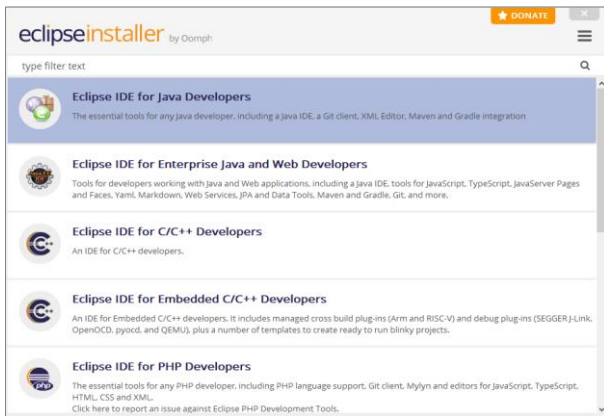 DONATE
eclipseinstaller by Oomph
type filter text
Eclipse IDE for Java Developers
The essential tools for any Java developer, including a Java IDE, a Git client, XML Editor, Maven and Gradle integration
Eclipse IDE for Enterprise Java and Web Developers
Tools for developers working with Java and Web applications, including a Java IDE, tools for JavaScript, TypeScript, JavaServer Pages
and Faces, Yaml, Markdown, Web Services, JPA and Data Tools, Maven and Gradle, Git, and more.
Eclipse IDE for C/C++ Developers
An IDE for C/C++ developers.
Eclipse IDE for Embedded C/C++ Developers
An IDE for Embedded C/C++ developers. It includes managed cross build plug-ins (Arm and RISC-V) and debug plug-ins (SEGGER J-Link,
OpenOCD, pyocd, and QEMU), plus a number of templates to create ready to run blinky projects.
php
Eclipse IDE for PHP Developers
The essential tools for any PHP developer, including PHP language support, Git client, Mylyn and editors for JavaScript, TypeScript,
HTML, CSS and XML.
Click here to report an issue against Eclipse PHP Development Tools.